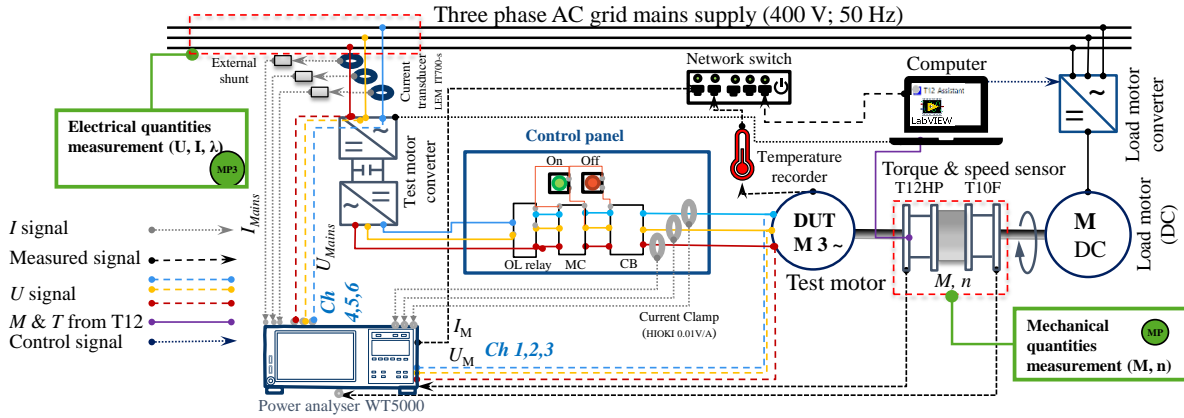 Three phase AC grid mains supply (400 V; 50 Hz)
External
shunt
Current
transducer
LEM IT700-s
Network switch
Computer
T12 Assistant
LabVIEW
Load motor
converter
Electrical quantities
measurement (U, I, λ)
MP3
Test motor
converter
Control panel
On
Off
OL relay
MC
CB
Temperature
recorder
Torque & speed sensor
T12HP
T10F
DUT
M 3 ~
Test motor
M
DC
Load motor
(DC)
M, n
I signal
Measured signal
U signal
M & T from T12
Control signal
I Mains
U Mains
Ch
4,5,6
Current Clamp
(HIOKI 0.01V/A)
I M
U M
Ch 1,2,3
Power analyser WT5000
Mechanical
quantities
measurement (M, n)
MP